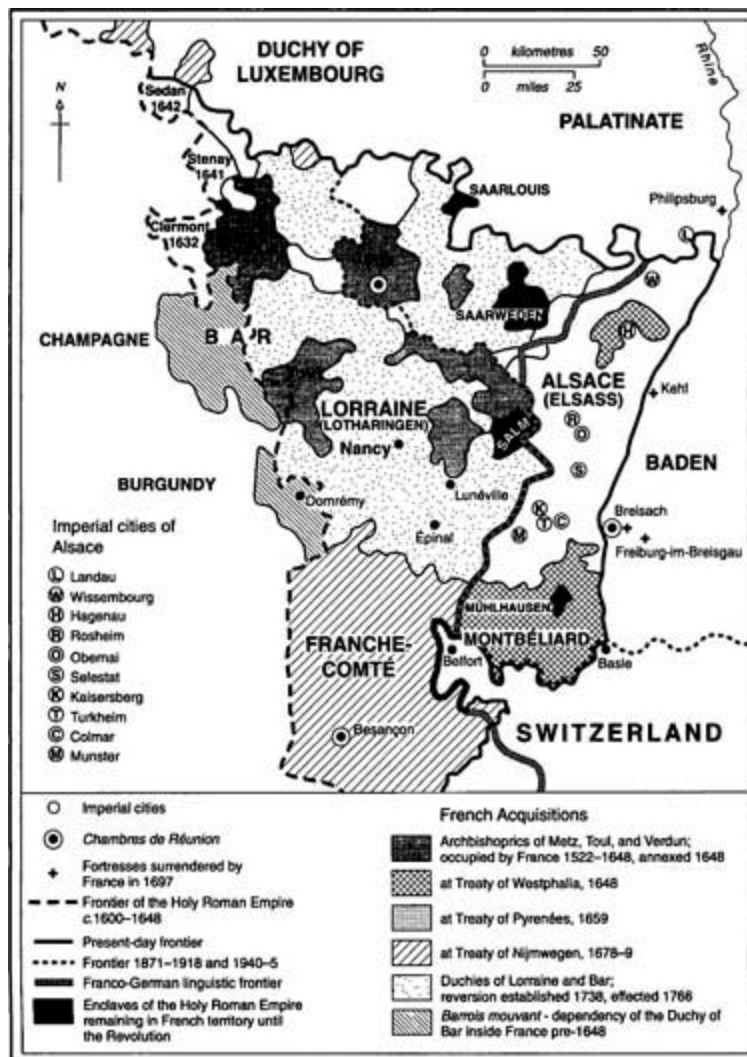 DUCHY OF
LUXEMBOURG
0 kilometres 50
0 miles 25
Rhine
N
Sedan
1642
PALATINATE
Stenay
1641
SAARLOUIS
Philipsburg
Clermont
1632
L
W
SAARWEDEN
H
CHAMPAGNE
BAR
ALSACE
(ELSASS)
Kehl
LORRAINE
(LOTHARINGEN)
R
O
SALM
Nancy
BADEN
S
BURGUNDY
Domrémy
Lunéville
Breisach
K
Épinal
T
C
M
Freiburg-im-Breisgau
Imperial cities of
Alsace
L Landau
W Wissembourg
H Hagenau
R Rosheim
O Obernai
S Selestat
K Kaisersberg
T Turkheim
C Colmar
M Munster
MÜHLHAUSEN
MONTBÉLIARD
FRANCHE-
COMTÉ
Belfort
Basle
Besançon
SWITZERLAND
Imperial cities
Chambres de Réunion
Fortresses surrendered by
France in 1697
Frontier of the Holy Roman Empire
c.1600–1648
Present-day frontier
Frontier 1871–1918 and 1940–5
Franco-German linguistic frontier
Enclaves of the Holy Roman Empire
remaining in French territory until
the Revolution
French Acquisitions
Archbishoprics of Metz, Toul, and Verdun;
occupied by France 1522–1648, annexed 1648
at Treaty of Westphalia, 1648
at Treaty of Pyrenées, 1659
at Treaty of Nijmwegen, 1678–9
Duchies of Lorraine and Bar;
reversion established 1738, effected 1766
Barrois mouvant - dependency of the Duchy of
Bar inside France pre-1648